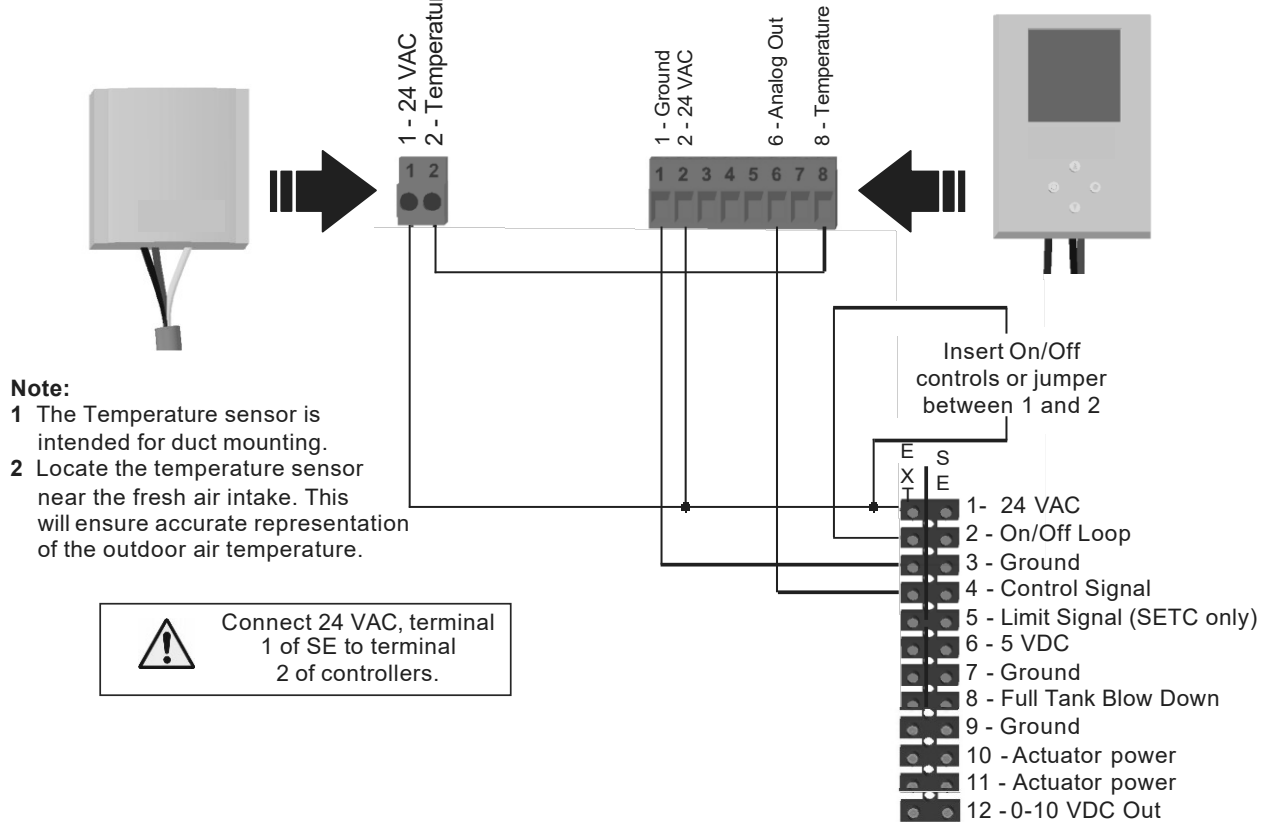 1 - 24 VAC
2 - Temperatu
1 - Ground
2 - 24 VAC
6 - Analog Out
8 - Temperature
1 2
1 2 3 4 5 6 7 8
Insert On/Off
controls or jumper
between 1 and 2
Note:
1 The Temperature sensor is
intended for duct mounting.
2 Locate the temperature sensor
near the fresh air intake. This
will ensure accurate representation
of the outdoor air temperature.
Connect 24 VAC, terminal
1 of SE to terminal
2 of controllers.
EXT
SE
1- 24 VAC
2 - On/Off Loop
3 - Ground
4 - Control Signal
5 - Limit Signal (SETC only)
6 - 5 VDC
7 - Ground
8 - Full Tank Blow Down
9 - Ground
10 - Actuator power
11 - Actuator power
12 - 0-10 VDC Out